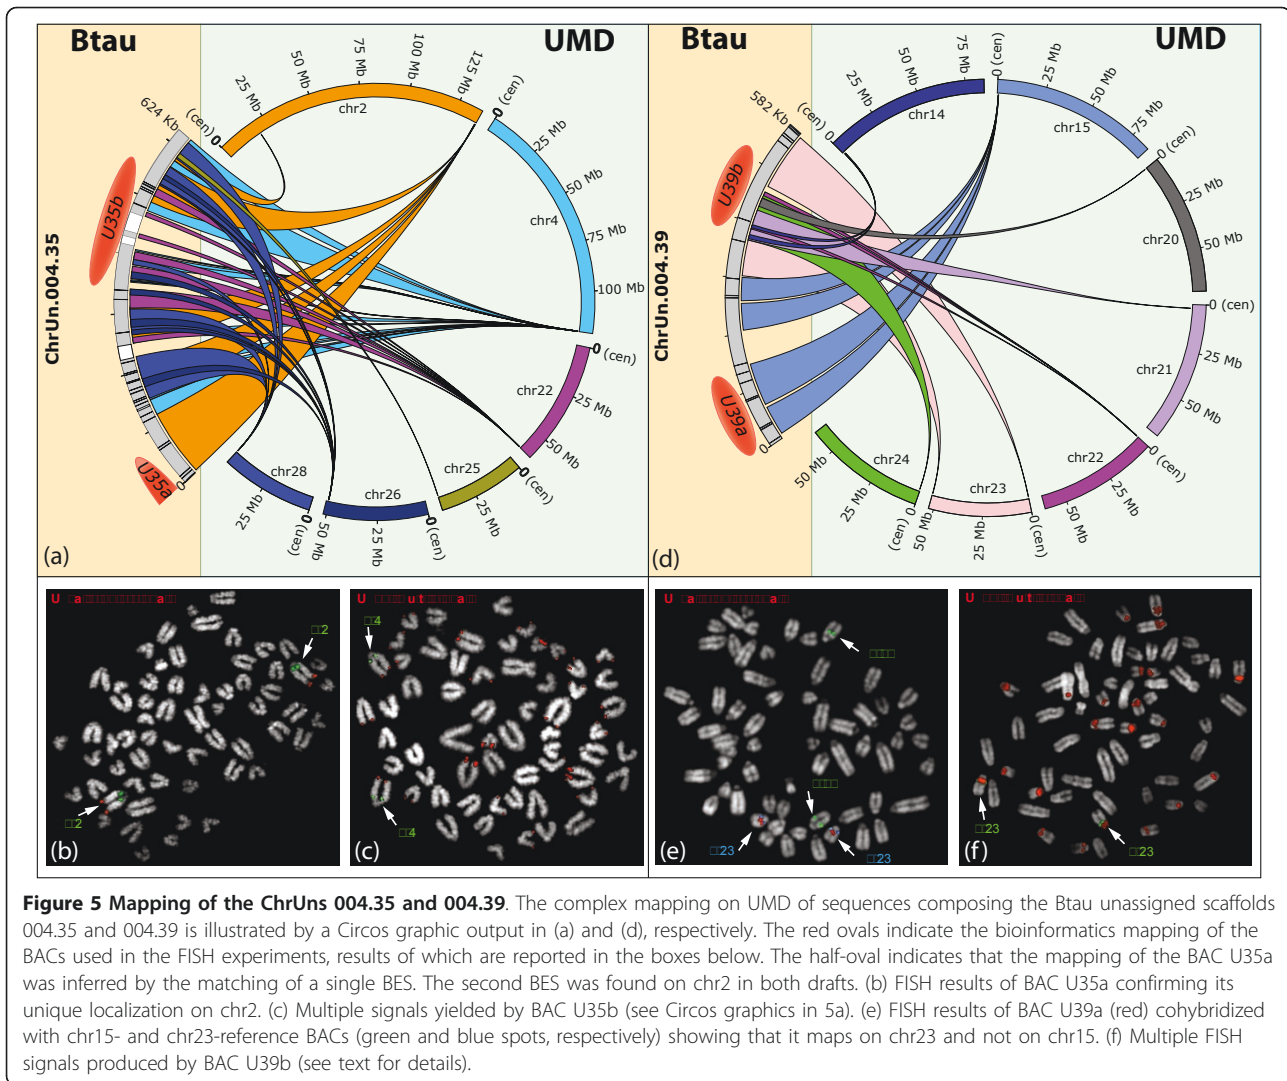 Btau
UMD
ChrUn.004.35
624 Kb
0
U35b
U35a
(cen) 0
25 Mb
50 Mb
75 Mb
100 Mb
125 Mb
chr2
0 (cen)
25 Mb
50 Mb
75 Mb
100 Mb
chr4
0 (cen)
25 Mb
50 Mb
chr22
0 (cen)
25 Mb
chr25
0 (cen)
25 Mb
50 Mb
chr26
0 (cen)
25 Mb
chr28
(a)
Btau
UMD
ChrUn.004.39
582 Kb
0
U39b
U39a
(cen) 0
25 Mb
50 Mb
75 Mb
chr14
0 (cen)
25 Mb
50 Mb
75 Mb
chr15
0 (cen)
25 Mb
50 Mb
chr20
0 (cen)
25 Mb
50 Mb
chr21
0 (cen)
25 Mb
50 Mb
chr22
0 (cen)
25 Mb
50 Mb
chr23
0 (cen)
25 Mb
50 Mb
chr24
(d)
2
2
(b)
4
4
(c)
23
23
(e)
23
23
(f)
Figure 5 Mapping of the ChrUns 004.35 and 004.39. The complex mapping on UMD of sequences composing the Btau unassigned scaffolds
004.35 and 004.39 is illustrated by a Circos graphic output in (a) and (d), respectively. The red ovals indicate the bioinformatics mapping of the
BACs used in the FISH experiments, results of which are reported in the boxes below. The half-oval indicates that the mapping of the BAC U35a
was inferred by the matching of a single BES. The second BES was found on chr2 in both drafts. (b) FISH results of BAC U35a confirming its
unique localization on chr2. (c) Multiple signals yielded by BAC U35b (see Circos graphics in 5a). (e) FISH results of BAC U39a (red) cohybridized
with chr15- and chr23-reference BACs (green and blue spots, respectively) showing that it maps on chr23 and not on chr15. (f) Multiple FISH
signals produced by BAC U39b (see text for details).